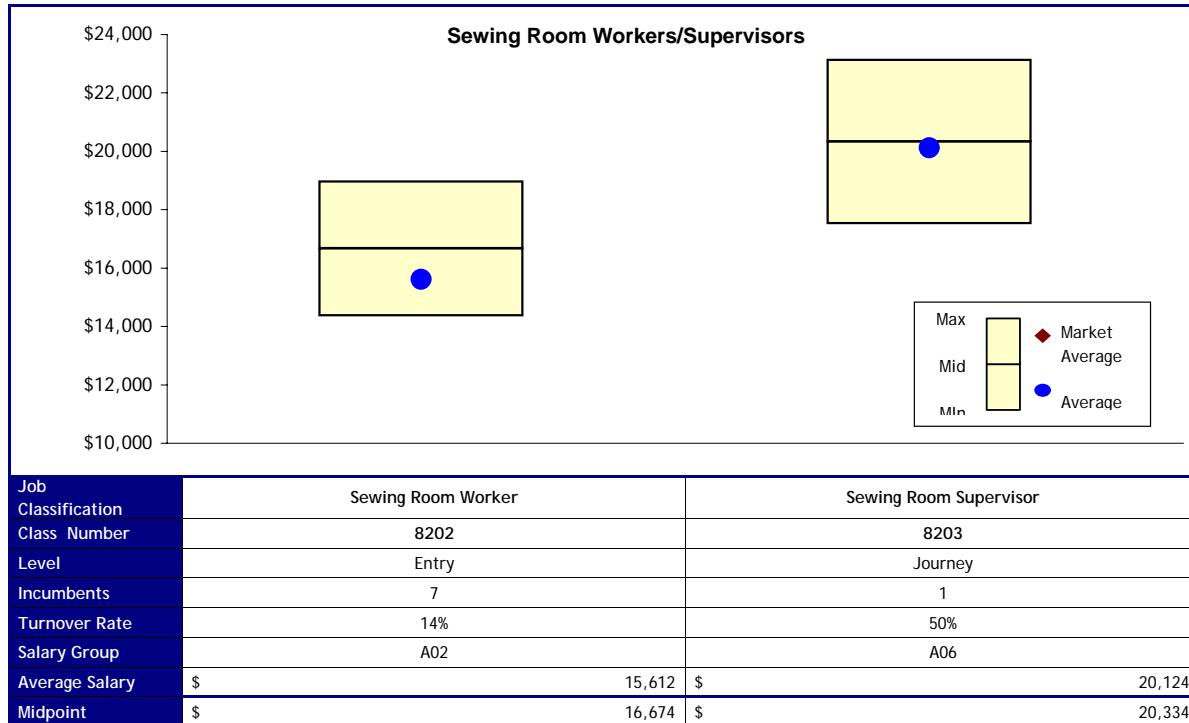 Sewing Room Workers/Supervisors
$24,000
$22,000
$20,000
$18,000
$16,000
$14,000
$12,000
$10,000
Max
Mid
MIn
Market
Average
Average
Job
Classification Sewing Room Worker Sewing Room Supervisor
Class Number 8202 8203
Level Entry Journey
Incumbents 7 1
Turnover Rate 14% 50%
Salary Group A02 A06
Average Salary $ 15,612 $ 20,124
Midpoint $ 16,674 $ 20,334